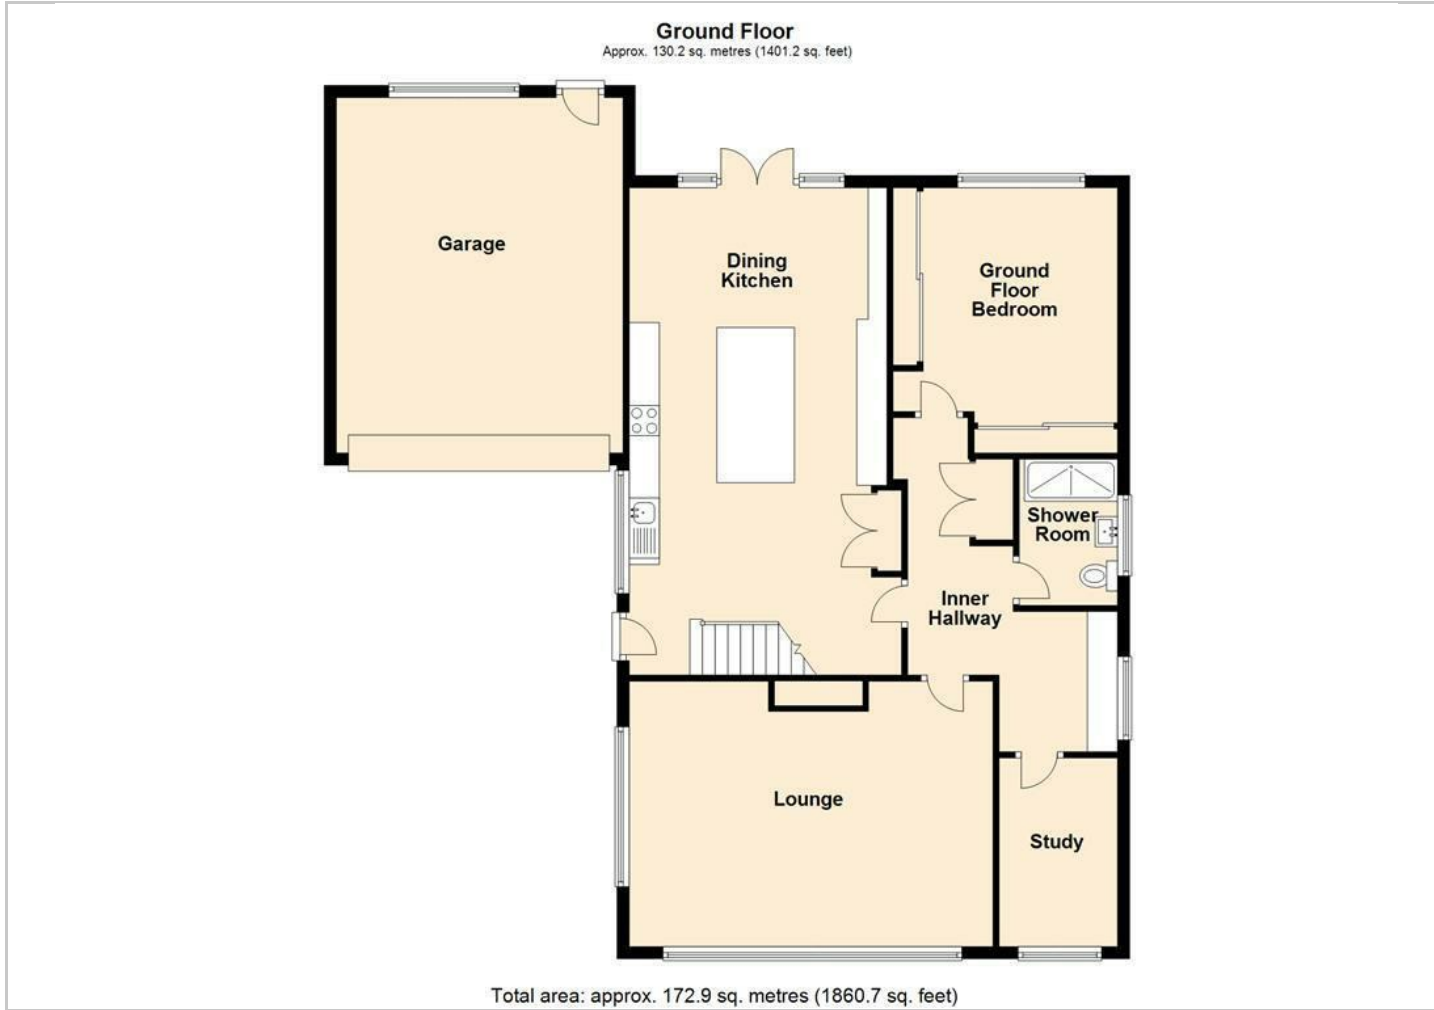 Ground Floor
Approx. 130.2 sq. metres (1401.2 sq. feet)
Garage
Dining
Kitchen
Ground
Floor
Bedroom
Shower
Room
Inner
Hallway
Lounge
Study
Total area: approx. 172.9 sq. metres (1860.7 sq. feet)